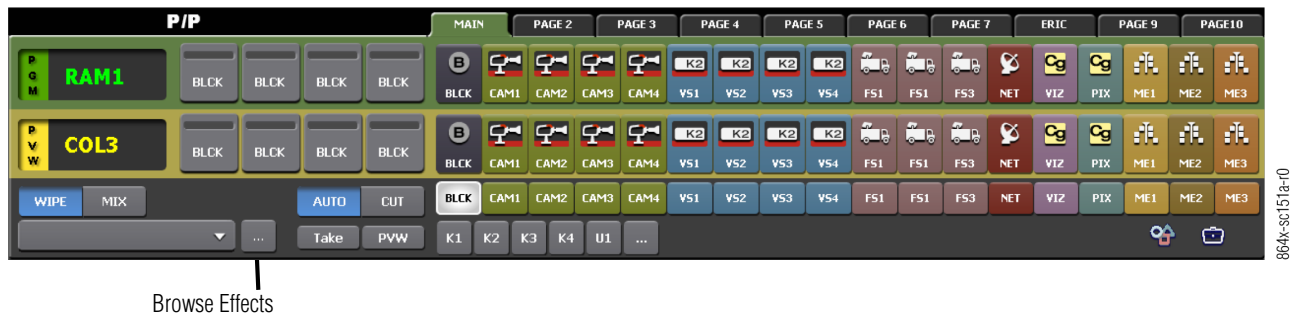 P/P MAIN PAGE 2 PAGE 3 PAGE 4 PAGE 5 PAGE 6 PAGE 7 ERIC PAGE 9 PAGE10
PGM RAM1 BLCK BLCK BLCK BLCK B K2 K2 K2 K2 Cg Cg
BLCK CAM1 CAM2 CAM3 CAM4 VS1 VS2 VS3 VS4 FS1 FS1 FS3 NET VIZ PIX ME1 ME2 ME3
PVW COL3 BLCK BLCK BLCK BLCK B K2 K2 K2 K2 Cg Cg
BLCK CAM1 CAM2 CAM3 CAM4 VS1 VS2 VS3 VS4 FS1 FS1 FS3 NET VIZ PIX ME1 ME2 ME3
WIPE MIX AUTO CUT BLCK CAM1 CAM2 CAM3 CAM4 VS1 VS2 VS3 VS4 FS1 FS1 FS3 NET VIZ PIX ME1 ME2 ME3
... Take PVW K1 K2 K3 K4 U1 ...
Browse Effects
864x-sc151a-r0